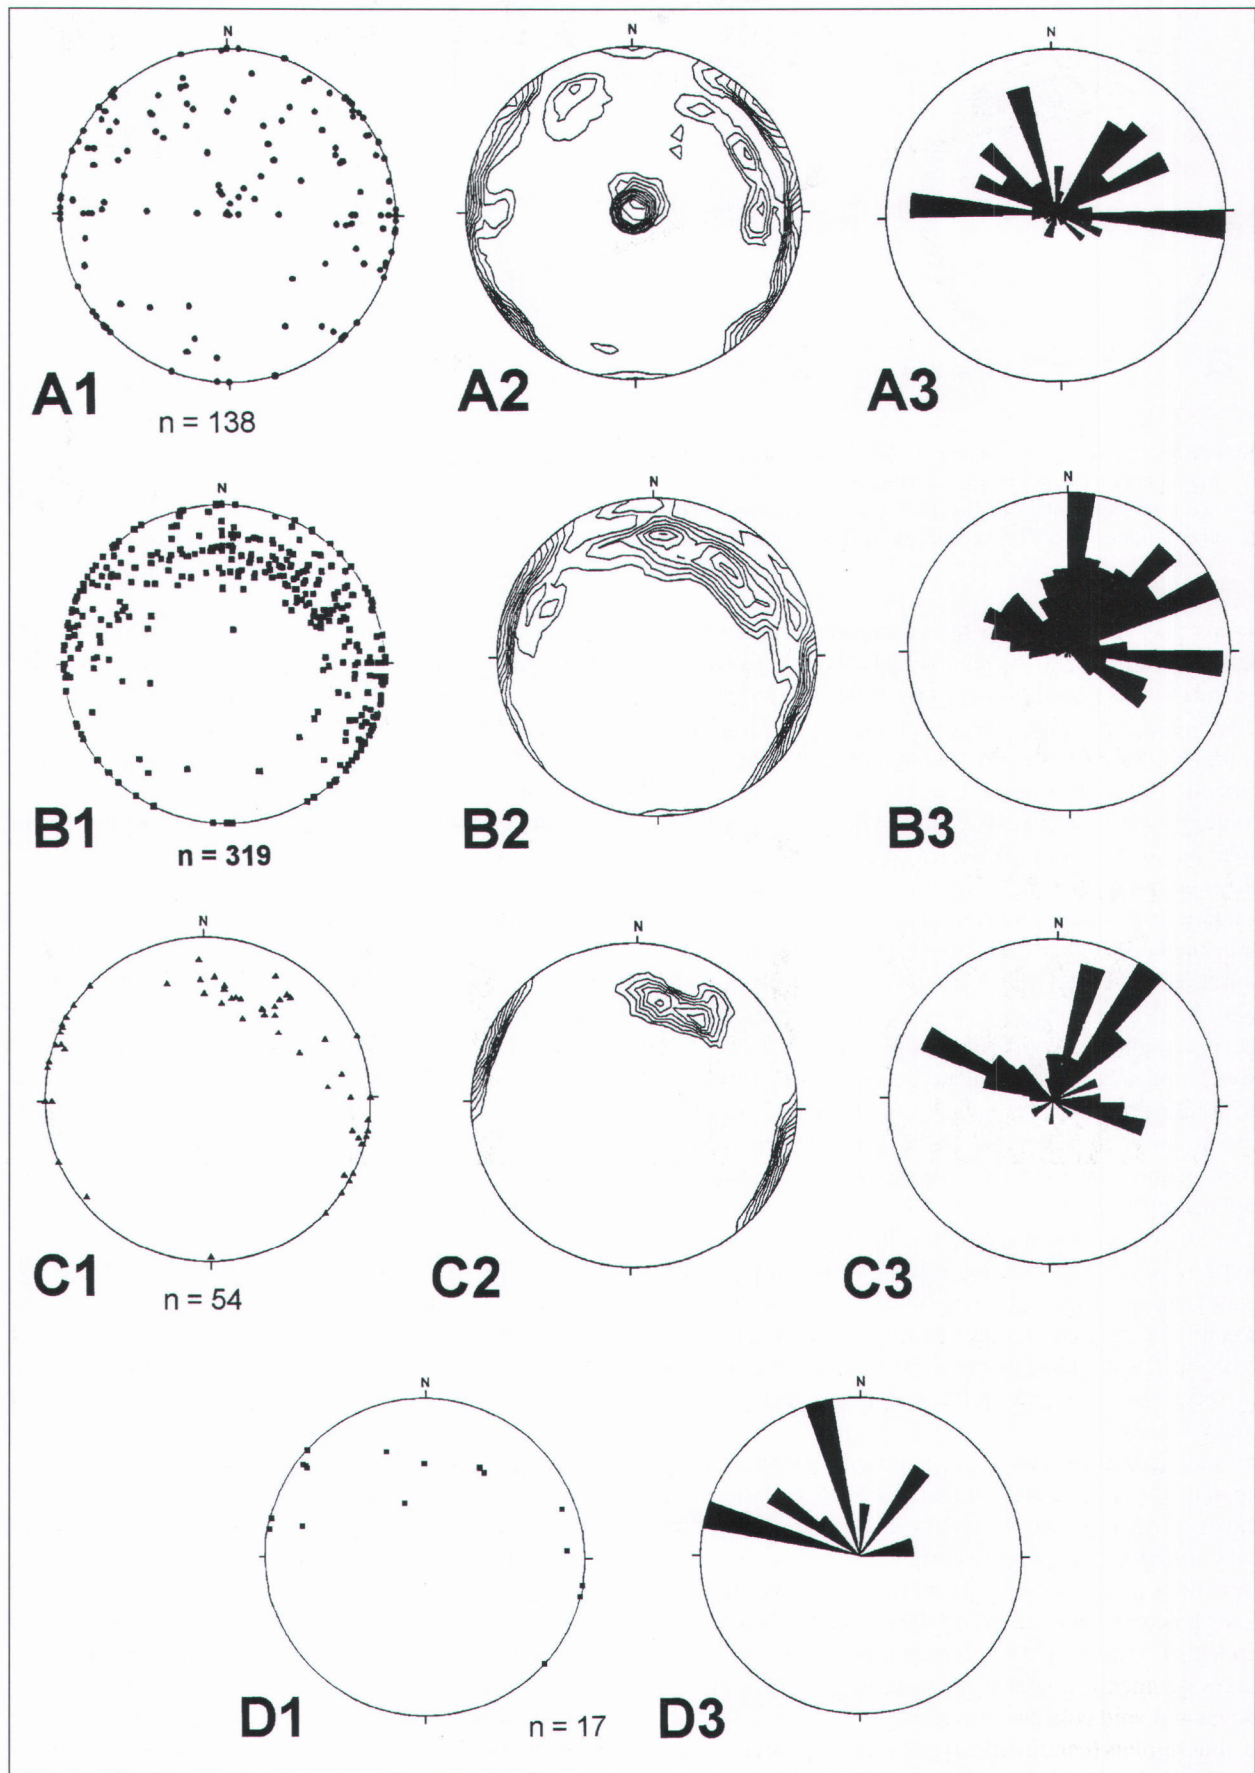 N N N
A1 A2 A3
n = 138
N N N
B1 B2 B3
n = 319
N N N
C1 C2 C3
n = 54
N N
D1 n = 17 D3